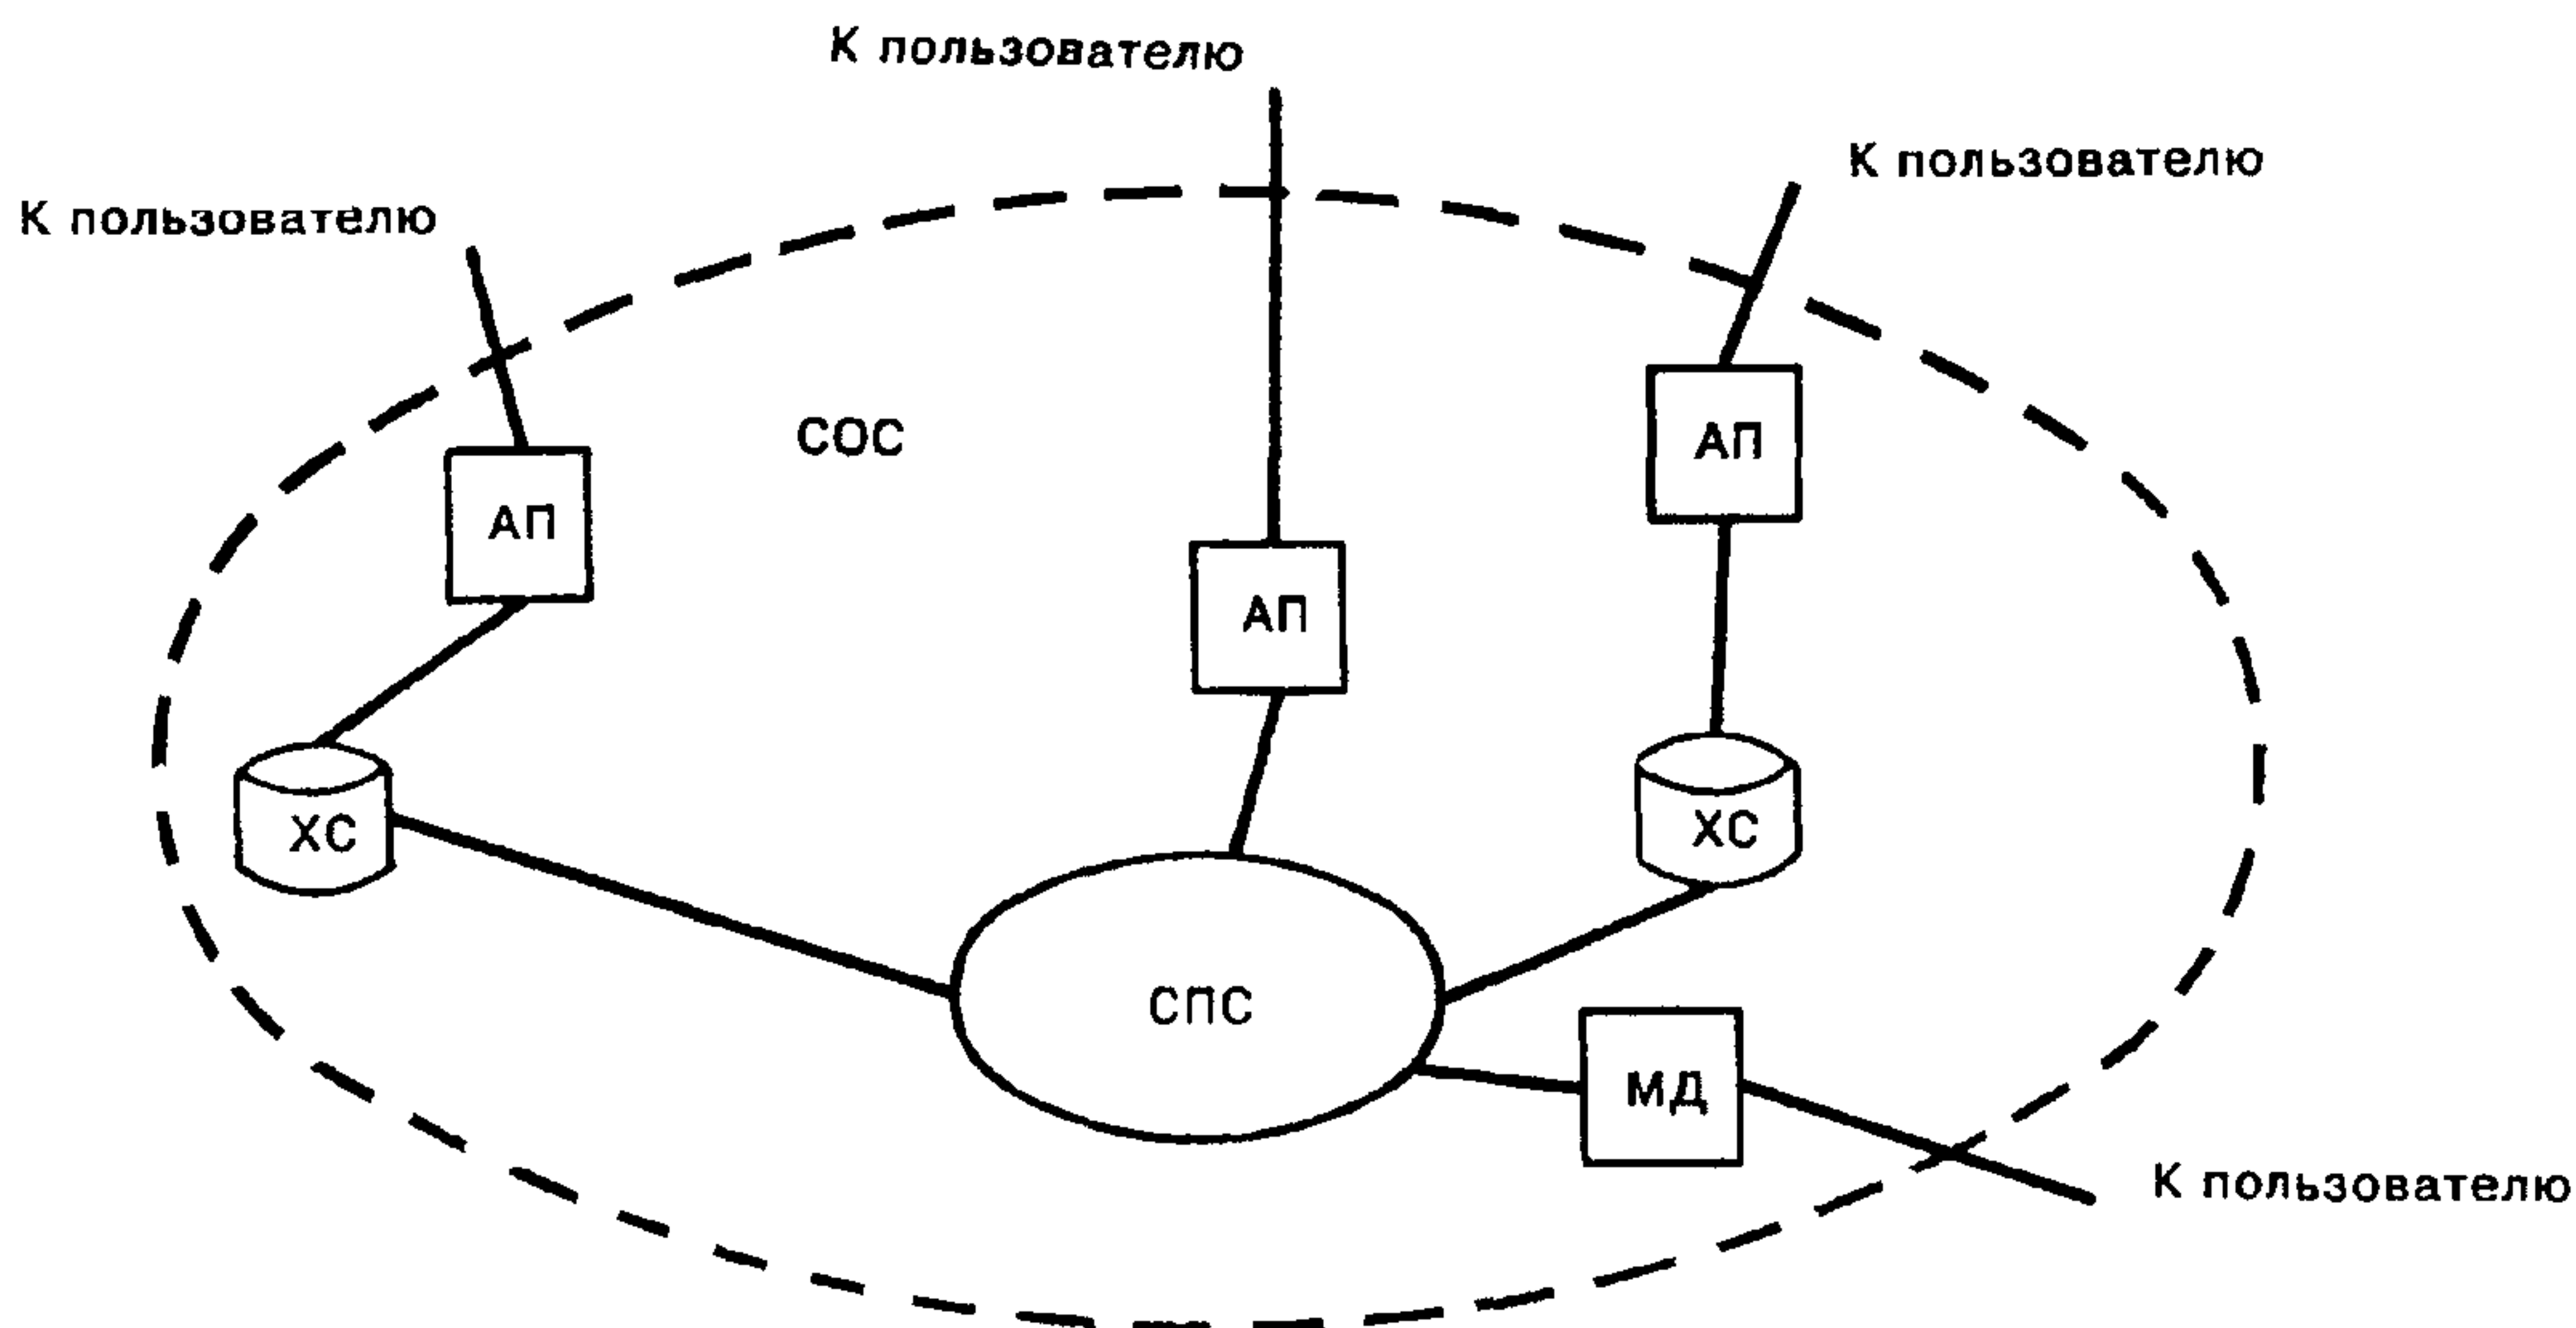 К пользователю
К пользователю
К пользователю
СОС
АП
АП
АП
ХС
ХС
СПС
МД
К пользователю